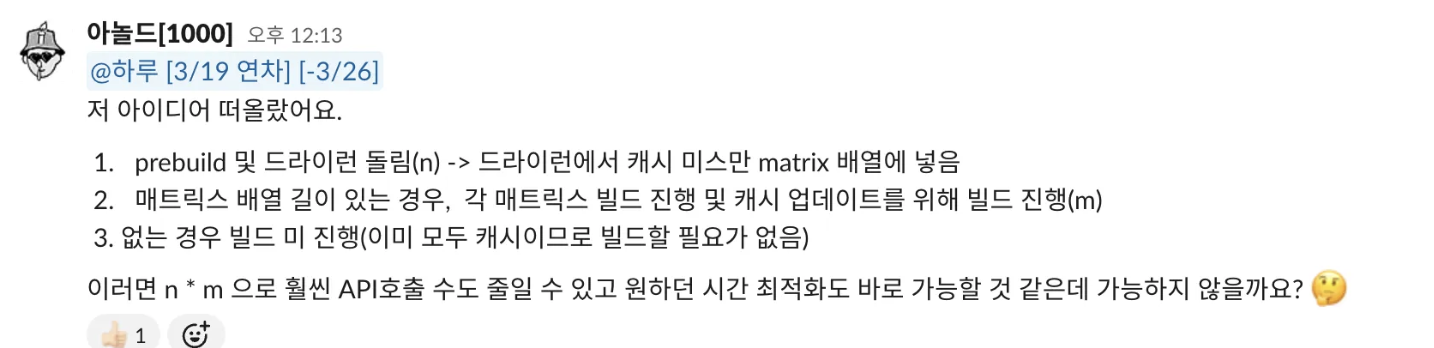 아놀드[1000] 오후 12:13
@하루 [3/19 연차] [-3/26]
저 아이디어 떠올랐어요.
1. prebuild 및 드라이런 돌림(n) -> 드라이런에서 캐시 미스만 matrix 배열에 넣음
2. 매트릭스 배열 길이 있는 경우, 각 매트릭스 빌드 진행 및 캐시 업데이트를 위해 빌드 진행(m)
3. 없는 경우 빌드 미 진행(이미 모두 캐시이므로 빌드할 필요가 없음)
이러면 n * m 으로 훨씬 API호출 수도 줄일 수 있고 원하던 시간 최적화도 바로 가능할 것 같은데 가능하지 않을까요? 🤔
👍🏻 1